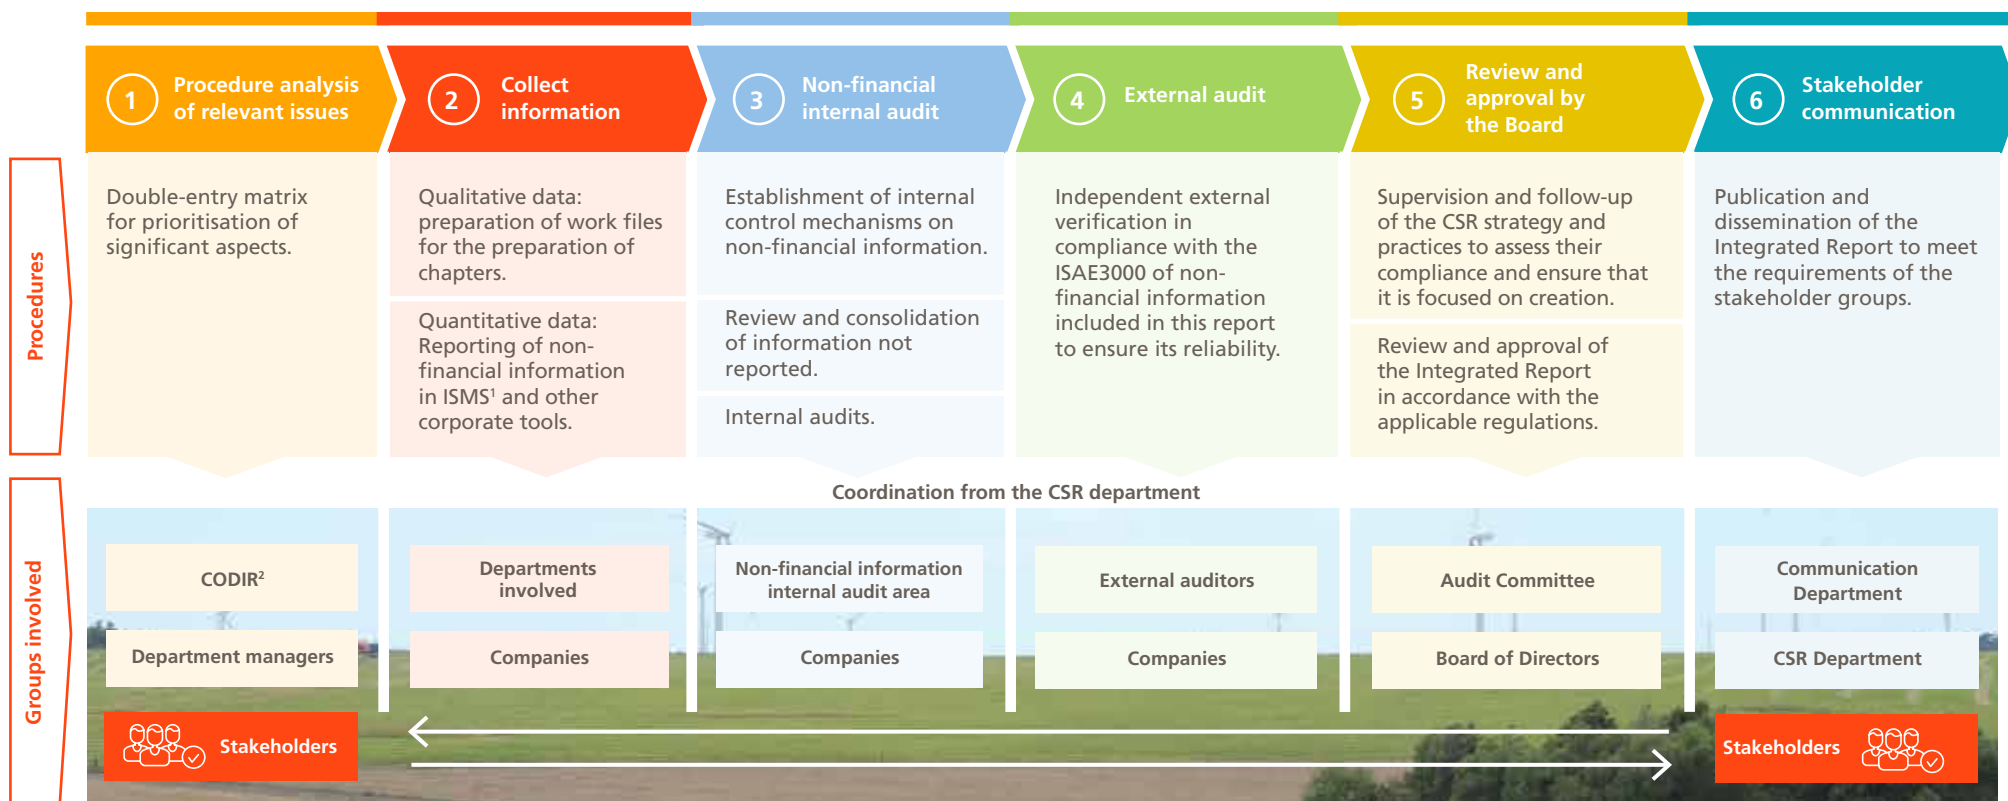 1
Procedure analysis
of relevant issues
2
Collect
information
3
Non-financial
internal audit
4
External audit
5
Review and
approval by
the Board
6
Stakeholder
communication
Procedures
Double-entry matrix
for prioritisation of
significant aspects.
Qualitative data:
preparation of work files
for the preparation of
chapters.
Quantitative data:
Reporting of non-
financial information
in ISMS¹ and other
corporate tools.
Establishment of internal
control mechanisms on
non-financial information.
Review and consolidation
of information not
reported.
Internal audits.
Independent external
verification in
compliance with the
ISAE3000 of non-
financial information
included in this report
to ensure its reliability.
Supervision and follow-up
of the CSR strategy and
practices to assess their
compliance and ensure that
it is focused on creation.
Review and approval of
the Integrated Report
in accordance with the
applicable regulations.
Publication and
dissemination of the
Integrated Report to meet
the requirements of the
stakeholder groups.
Coordination from the CSR department
Groups involved
CODIR²
Department managers
Departments
involved
Companies
Non-financial information
internal audit area
Companies
External auditors
Companies
Audit Committee
Board of Directors
Communication
Department
CSR Department
Stakeholders
Stakeholders